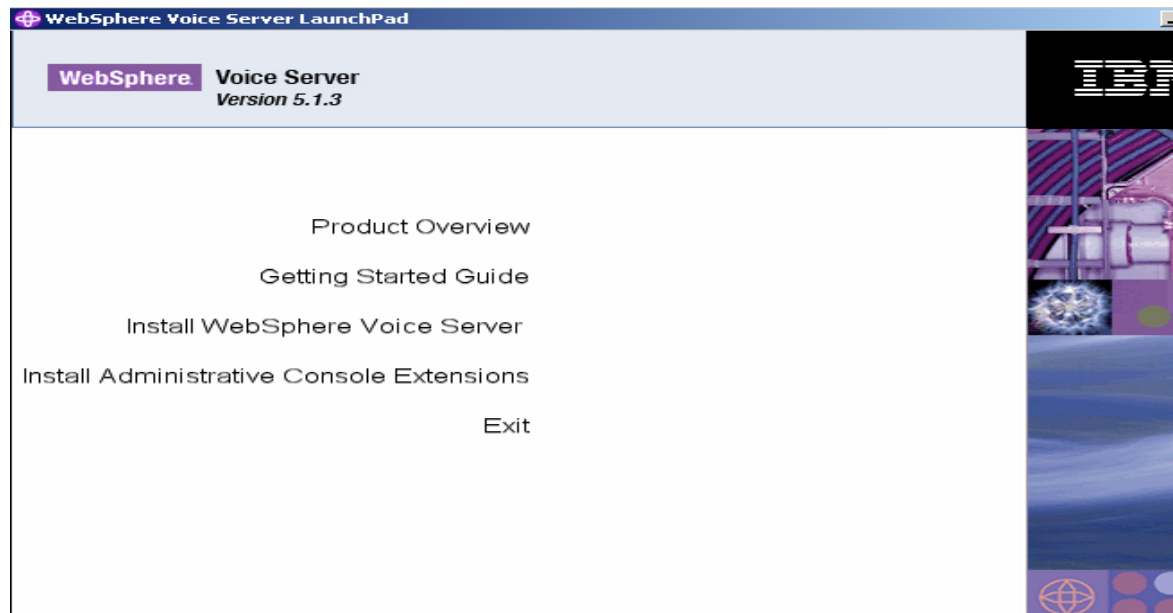 WebSphere Voice Server LaunchPad
WebSphere. Voice Server
Version 5.1.3
IBM
Product Overview
Getting Started Guide
Install WebSphere Voice Server
Install Administrative Console Extensions
Exit